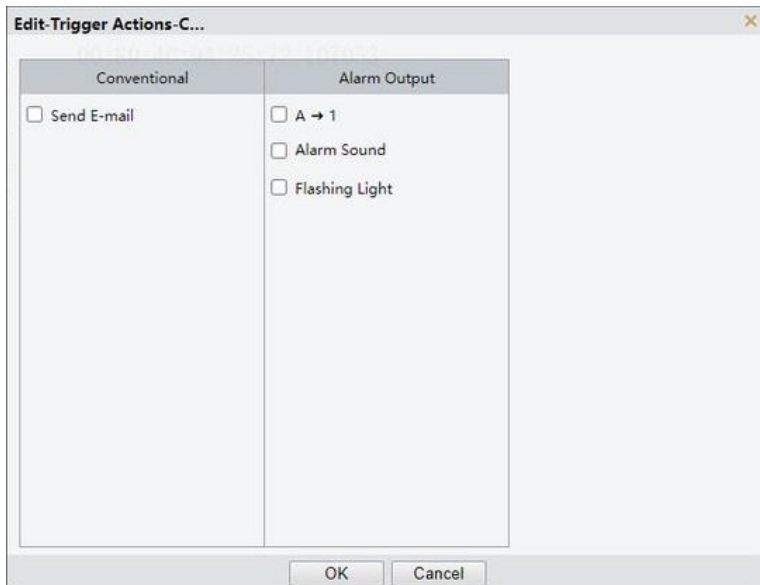 Edit-Trigger Actions-C...
Conventional
Alarm Output
Send E-mail
A → 1
Alarm Sound
Flashing Light
OK
Cancel